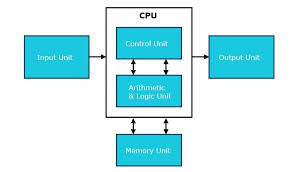 CPU
Control Unit
Input Unit
Output Unit
Arithmetic
& Logic Unit
Memory Unit